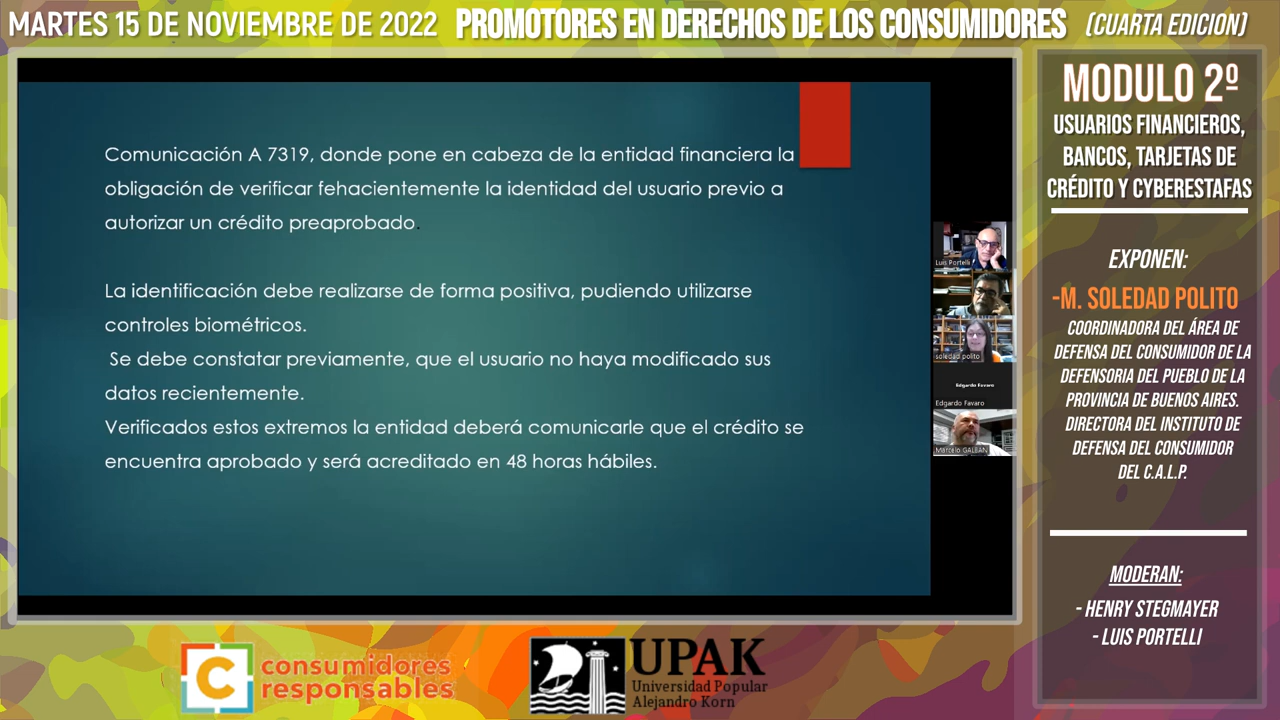 MARTES 15 DE NOVIEMBRE DE 2022 PROMOTORES EN DERECHOS DE LOS CONSUMIDORES (CUARTA EDICION)
Comunicación A 7319, donde pone en cabeza de la entidad financiera la
obligación de verificar fehacientemente la identidad del usuario previo a
autorizar un crédito preaprobado.
La identificación debe realizarse de forma positiva, pudiendo utilizarse
controles biométricos.
Se debe constatar previamente, que el usuario no haya modificado sus
datos recientemente.
Verificados estos extremos la entidad deberá comunicarle que el crédito se
encuentra aprobado y será acreditado en 48 horas hábiles.
Luis Portelli
soledad polito
Edgardo Favaro
Edgardo Favaro
Marcelo GALBAN
MODULO 2º
USUARIOS FINANCIEROS,
BANCOS, TARJETAS DE
CRÉDITO Y CYBERESTAFAS
EXPONEN:
-M. SOLEDAD POLITO
COORDINADORA DEL ÁREA DE
DEFENSA DEL CONSUMIDOR DE LA
DEFENSORIA DEL PUEBLO DE LA
PROVINCIA DE BUENOS AIRES.
DIRECTORA DEL INSTITUTO DE
DEFENSA DEL CONSUMIDOR
DEL C.A.L.P.
MODERAN:
- HENRY STEGMAYER
- LUIS PORTELLI
C
consumidores
responsables
UPAK
Universidad Popular
Alejandro Korn